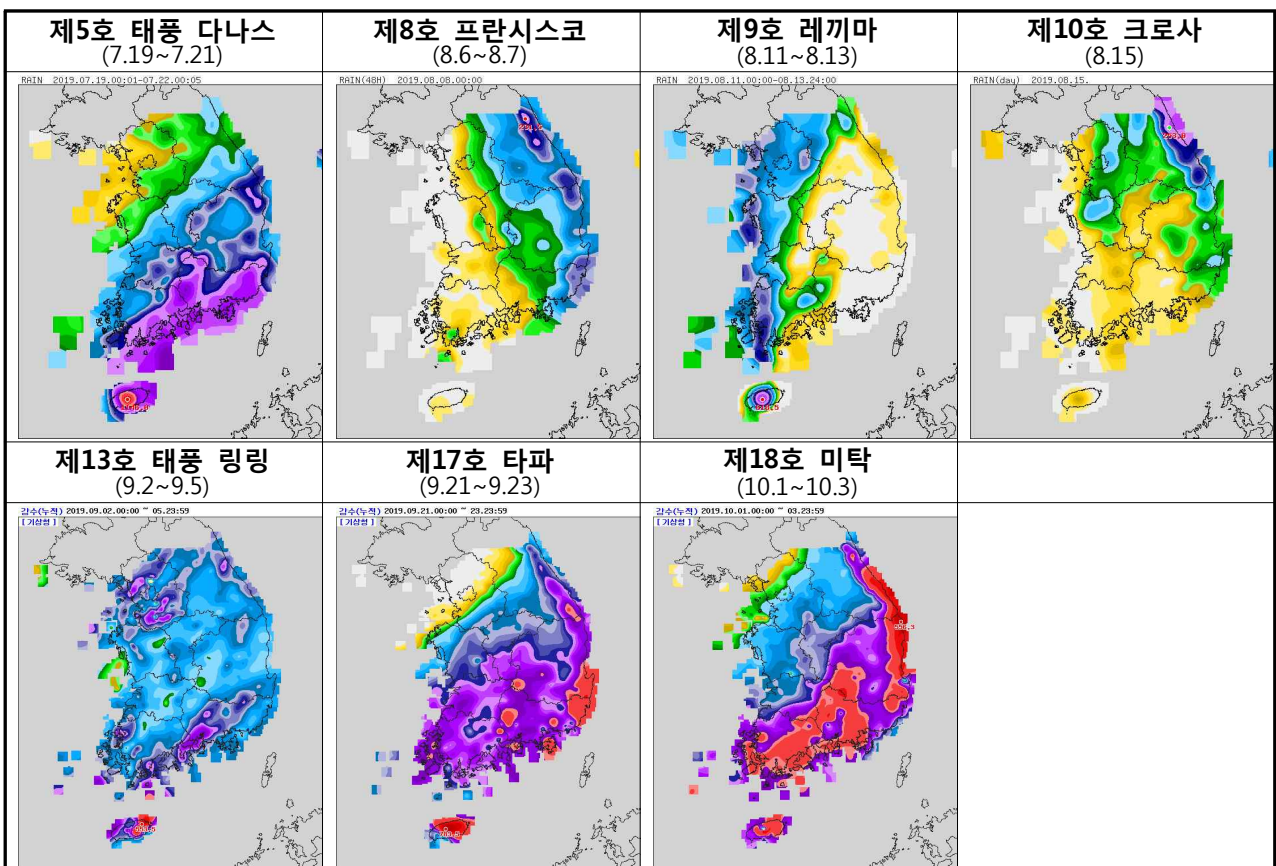 제5호 태풍 다나스
(7.19~7.21)
제8호 프란시스코
(8.6~8.7)
제9호 레끼마
(8.11~8.13)
제10호 크로사
(8.15)
RAIN 2019.07.19.00:01-07.22.00:05
RAIN(48H) 2019.08.08.00:00
RAIN 2019.08.11.00:00-08.13.24:00
RAIN(day) 2019.08.15.
제13호 태풍 링링
(9.2~9.5)
제17호 타파
(9.21~9.23)
제18호 미탁
(10.1~10.3)
강수(누적) 2019.09.02.00:00 ~ 05.23:59
[기상청]
강수(누적) 2019.09.21.00:00 ~ 23.23:59
[기상청]
강수(누적) 2019.10.01.00:00 ~ 03.23:59
[기상청]